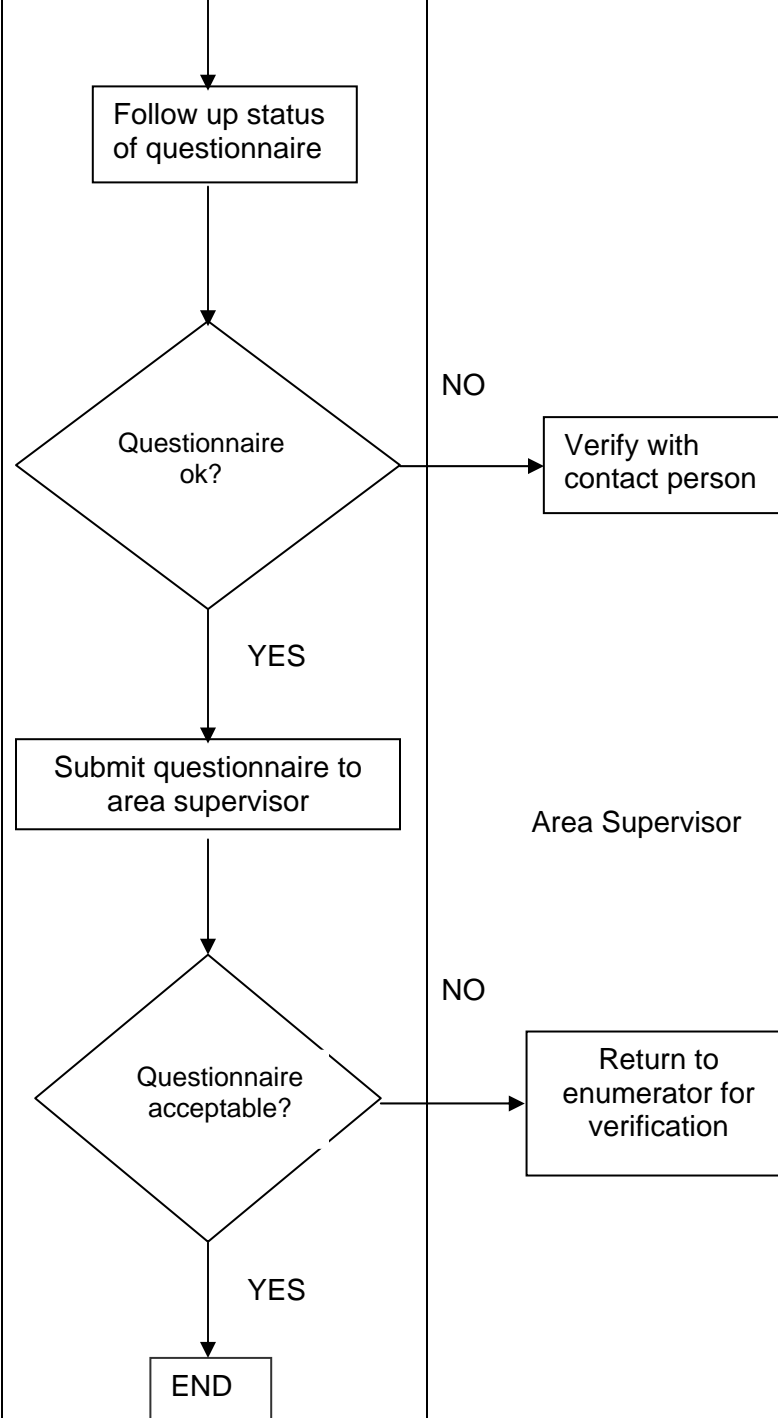 Follow up status
of questionnaire
NO
Questionnaire
ok?
Verify with
contact person
YES
Submit questionnaire to
area supervisor
Area Supervisor
NO
Questionnaire
acceptable?
Return to
enumerator for
verification
YES
END